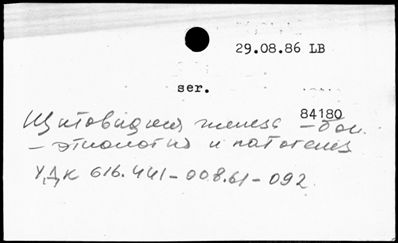 29.08.86 LB
ser.
84180
Щитовидная железа – бол.
– этиология и патогенез
УДК 616.441-008.61-092